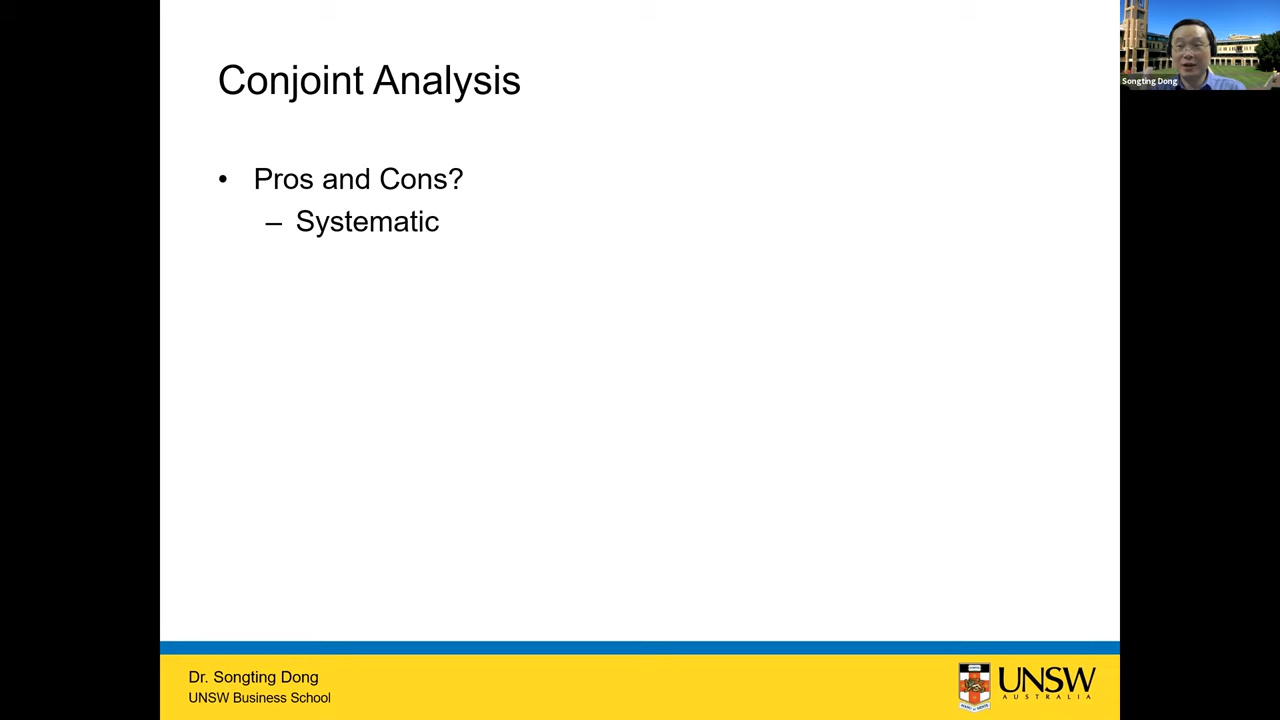 Conjoint Analysis
• Pros and Cons?
– Systematic
Songting Dong
Dr. Songting Dong
UNSW Business School
UNSW
AUSTRALIA